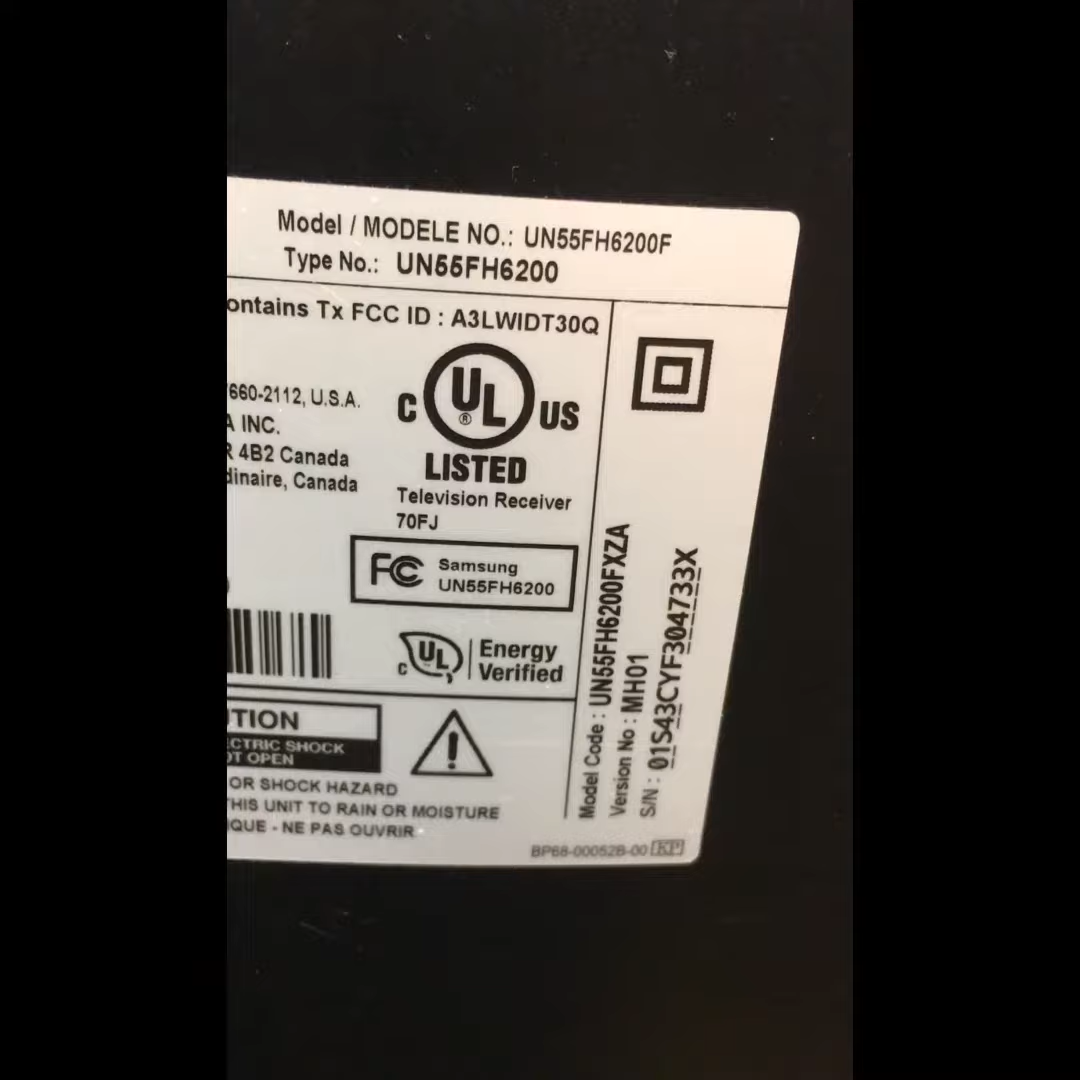 Model / MODELE NO.: UN55FH6200F
Type No.: UN55FH6200
ontains Tx FCC ID : A3LWIDT30Q
660-2112, U.S.A.
A INC.
R 4B2 Canada
dinaire, Canada
C UL ® US
LISTED
Television Receiver
70FJ
FC Samsung
UN55FH6200
C UL Energy
Verified
UTION
ECTRIC SHOCK
OT OPEN
OR SHOCK HAZARD
THIS UNIT TO RAIN OR MOISTURE
IQUE - NE PAS OUVRIR
Model Code : UN55FH6200FXZA
Version No : MH01
S/N : 01S43CYF304733X
BP68-00052B-00 KP